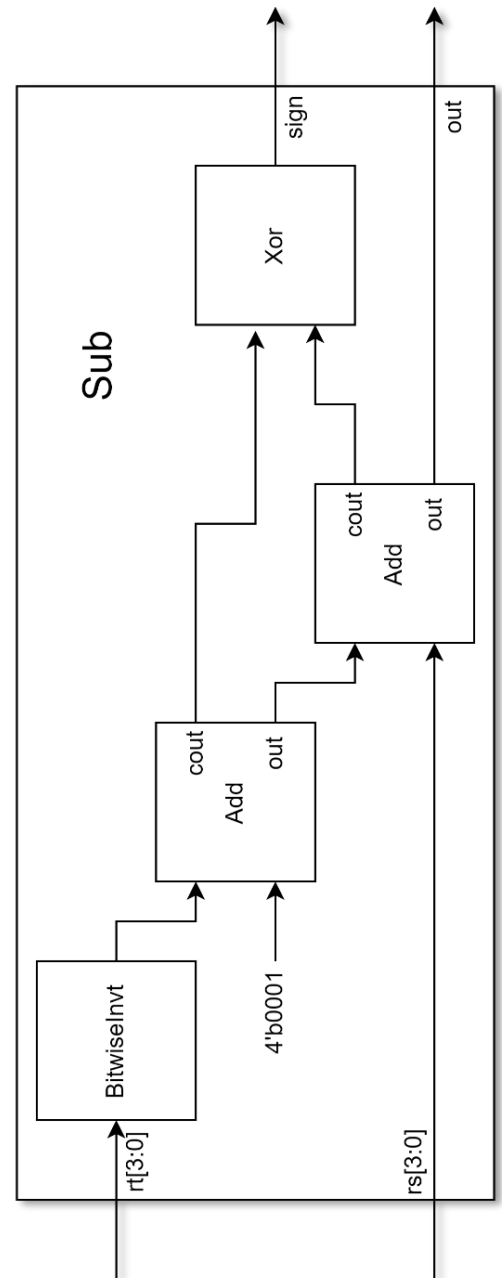 Sub
rt[3:0]
BitwiseInvt
4'b0001
Add
cout
out
rs[3:0]
Add
cout
out
Xor
sign
out